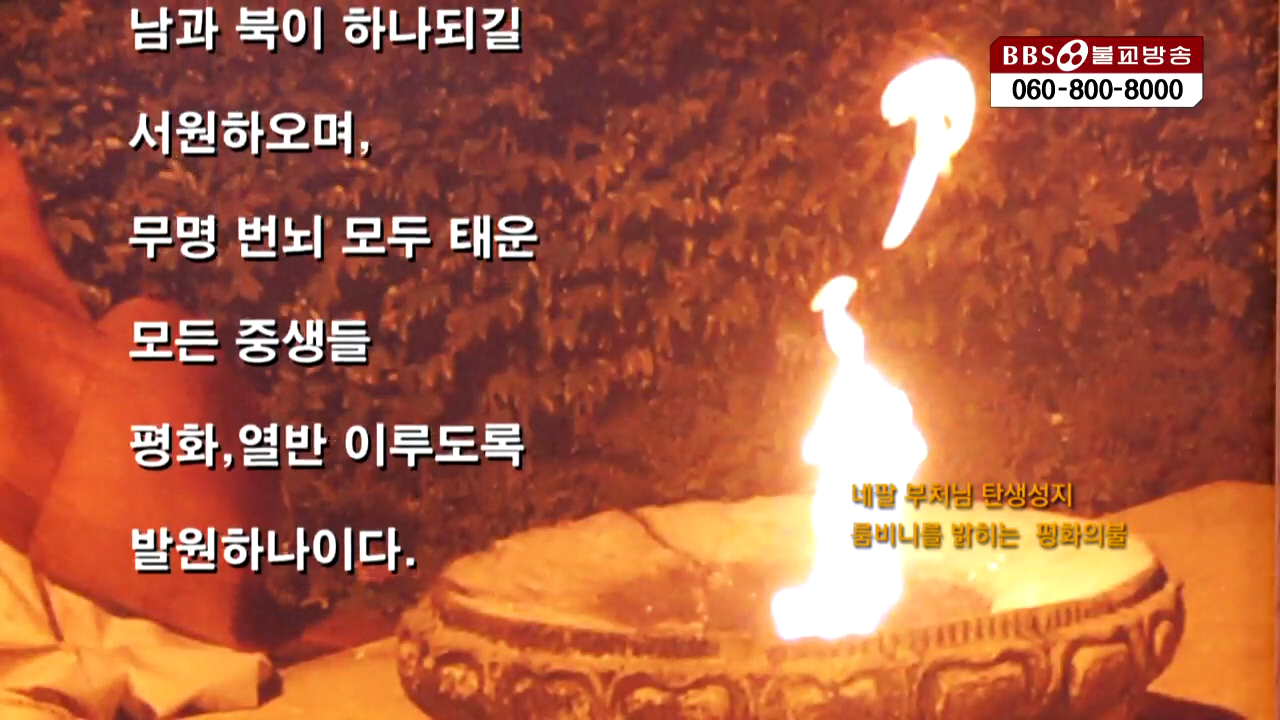 남과 북이 하나되길
서원하오며,
무명 번뇌 모두 태운
모든 중생들
평화,열반 이루도록
발원하나이다.
BBS 불교방송
060-800-8000
네팔 부처님 탄생성지
룸비니를 밝히는 평화의불